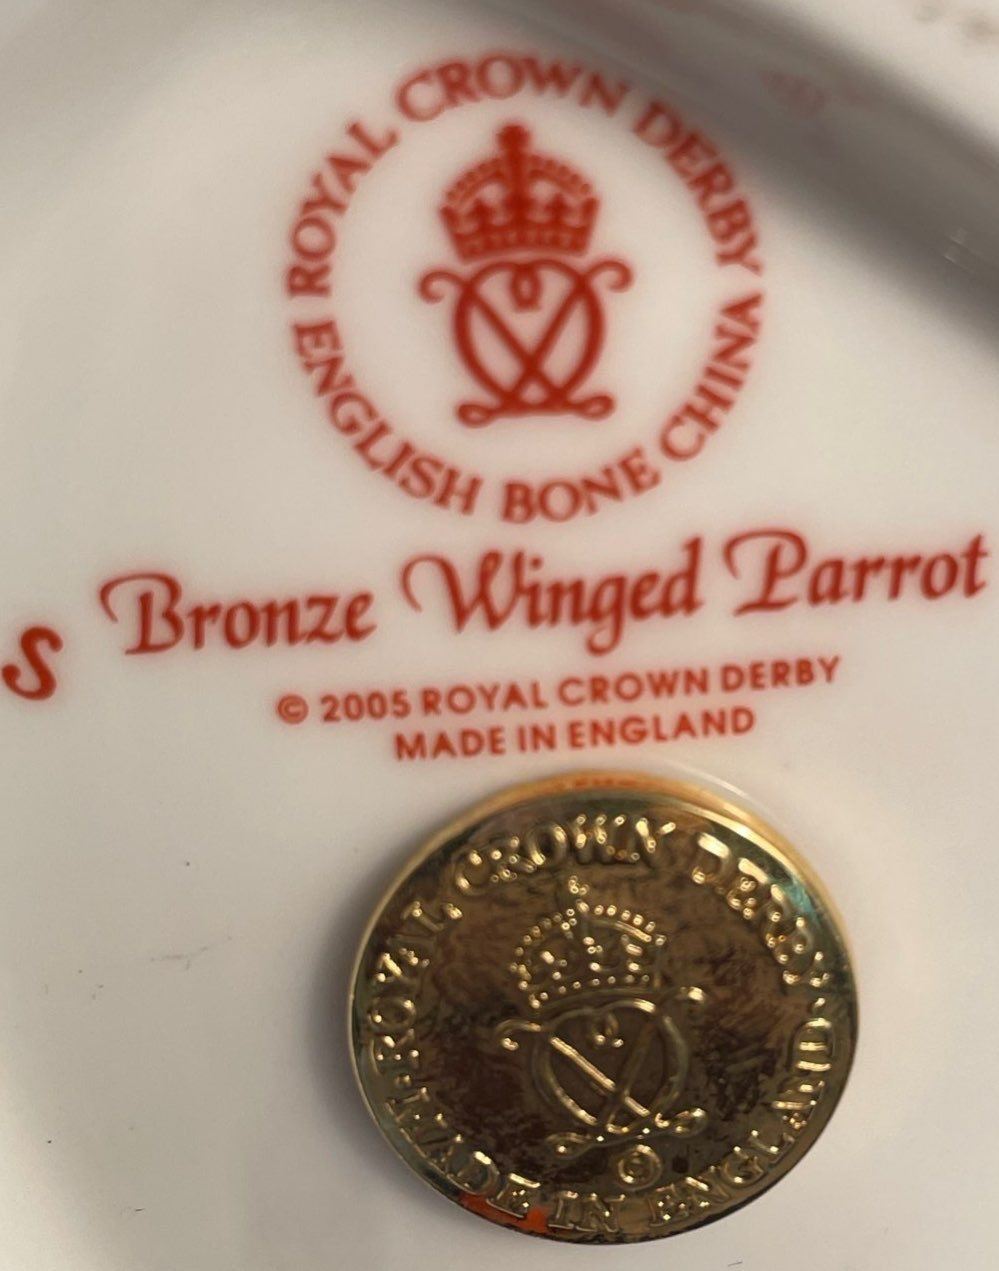 ROYAL CROWN DERBY
ENGLISH BONE CHINA
S Bronze Winged Parrot
© 2005 ROYAL CROWN DERBY
MADE IN ENGLAND
ROYAL CROWN DERBY
MADE IN ENGLAND